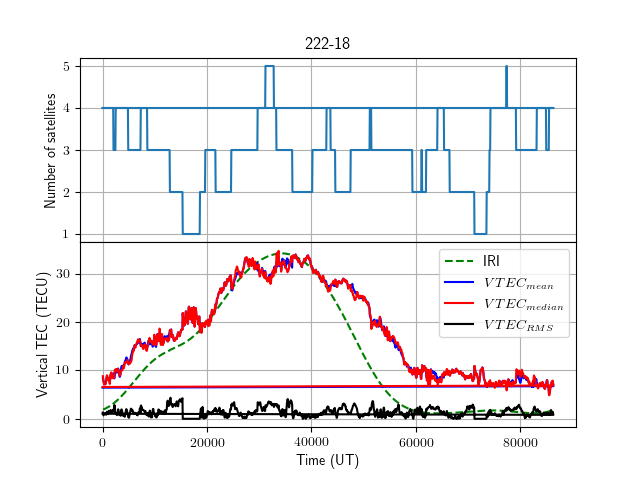 222-18
5
4
3
2
1
Number of satellites
30
20
10
0
Vertical TEC (TECU)
IRI
VTEC_mean
VTEC_median
VTEC_RMS
0 20000 40000 60000 80000
Time (UT)